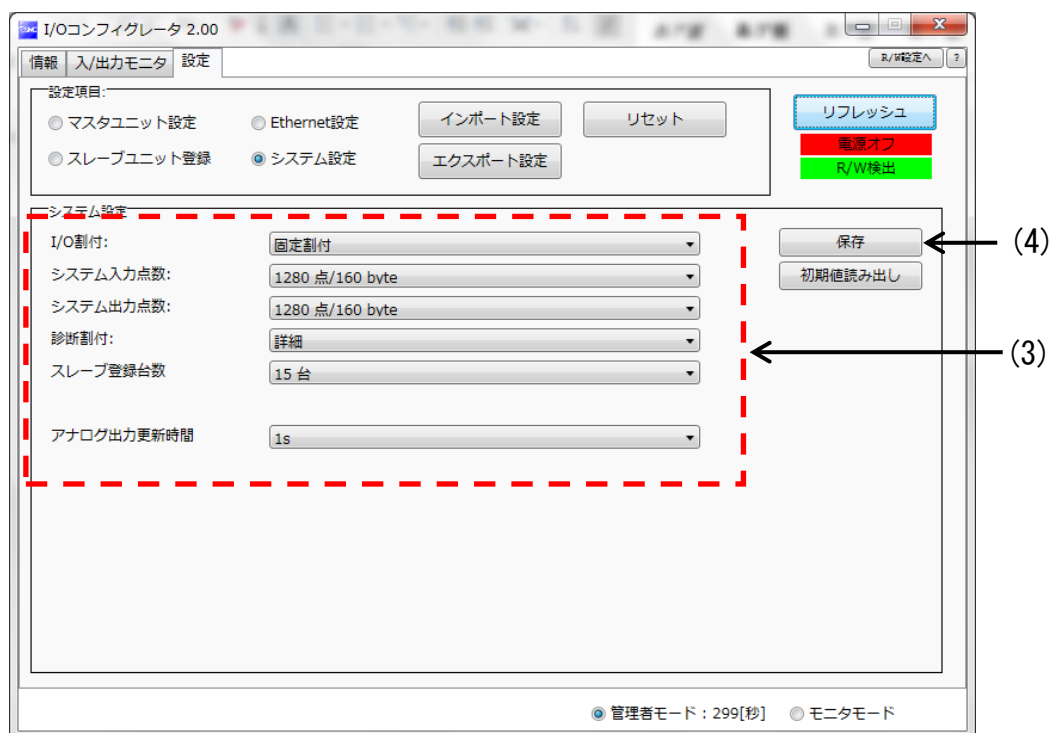 I/Oコンフィグレータ 2.00
情報 入/出力モニタ 設定 R/W設定へ ?
設定項目:
マスタユニット設定 Ethernet設定 インポート設定 リセット リフレッシュ
電源オフ
スレーブユニット登録 システム設定 エクスポート設定 R/W検出
システム設定
I/O割付: 固定割付 保存 (4)
システム入力点数: 1280 点/160 byte 初期値読み出し
システム出力点数: 1280 点/160 byte
診断割付: 詳細 (3)
スレーブ登録台数 15 台
アナログ出力更新時間 1s
管理者モード : 299[秒] モニタモード